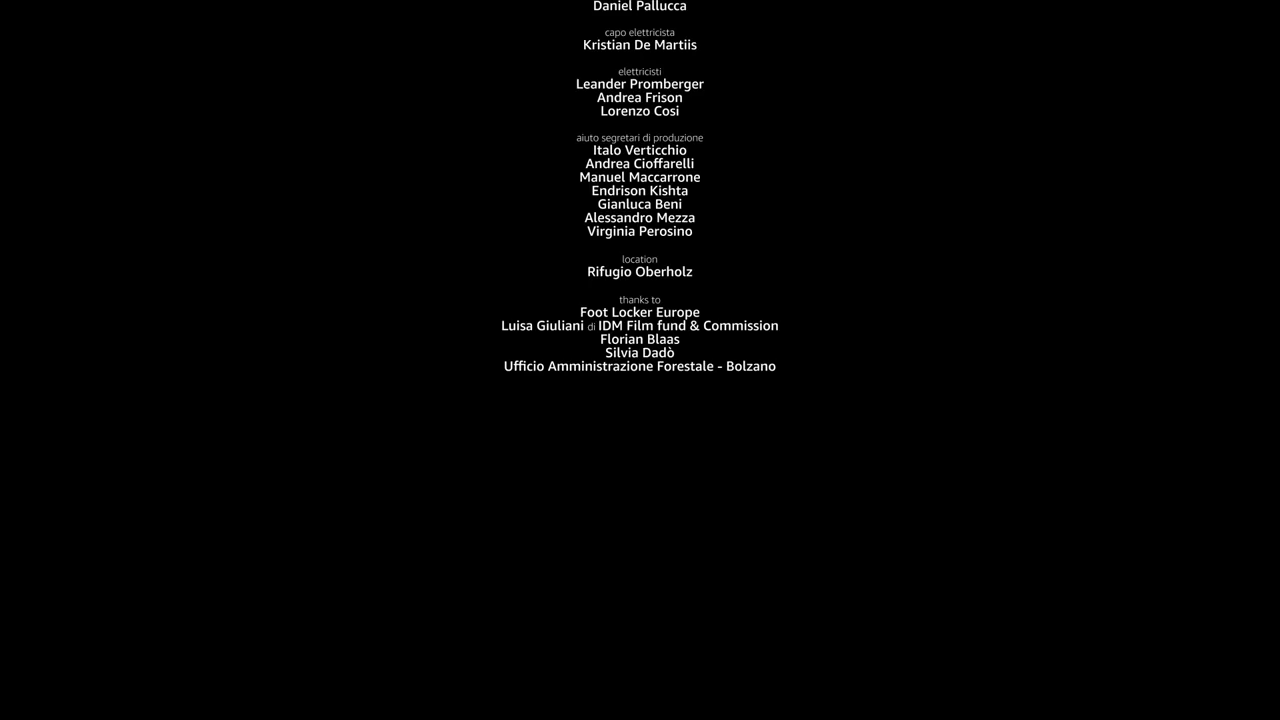 Daniel Pallucca
capo elettricista
Kristian De Martiis
elettricisti
Leander Promberger
Andrea Frison
Lorenzo Cosi
aiuto segretari di produzione
Italo Verticchio
Andrea Cioffarelli
Manuel Maccarrone
Endrison Kishta
Gianluca Beni
Alessandro Mezza
Virginia Perosino
location
Rifugio Oberholz
thanks to
Foot Locker Europe
Luisa Giuliani di IDM Film fund & Commission
Florian Blaas
Silvia Dadò
Ufficio Amministrazione Forestale - Bolzano